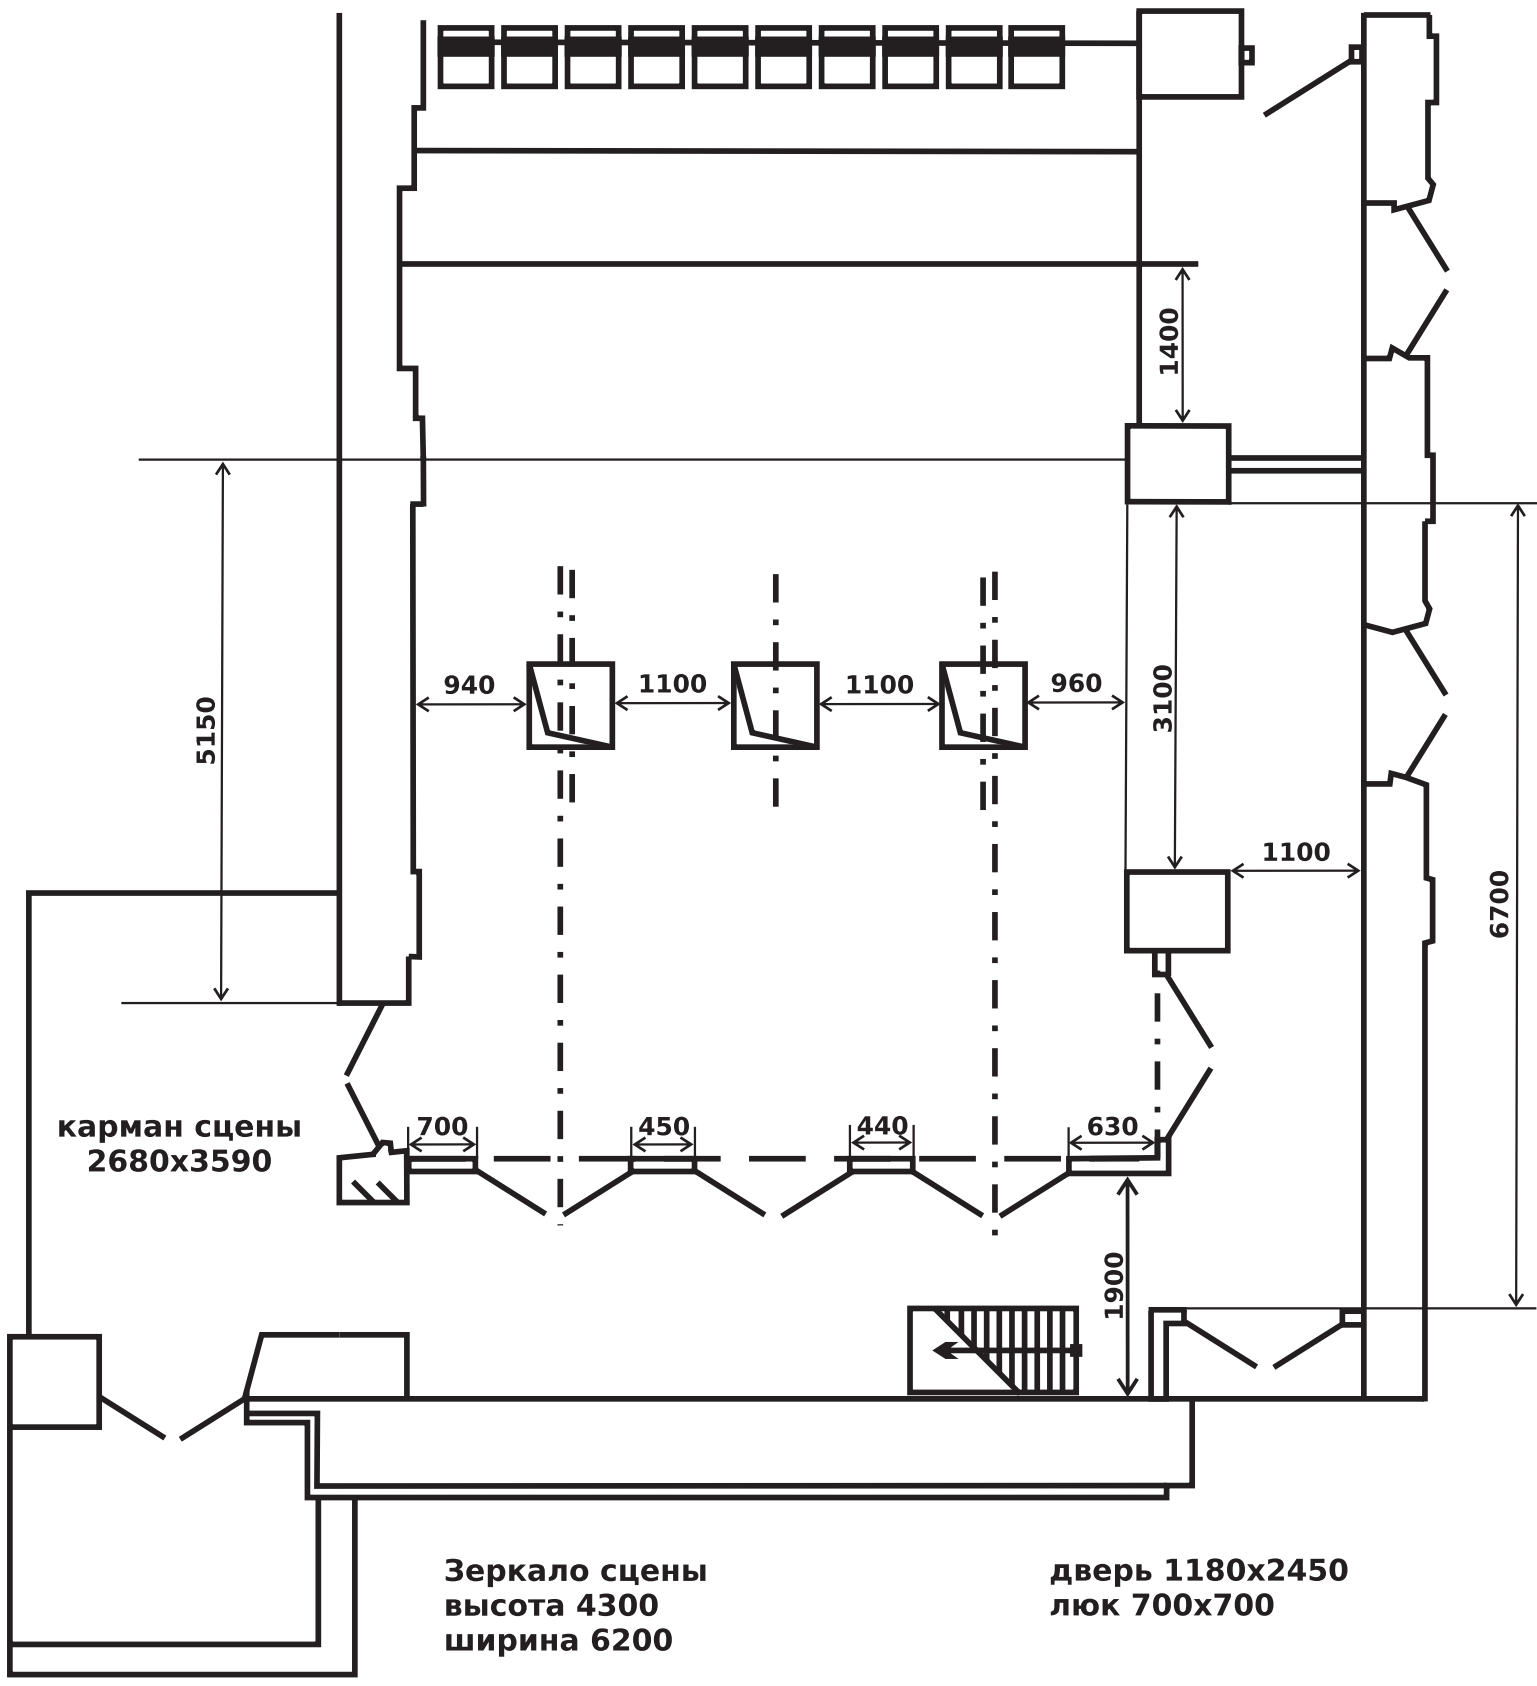 1400
5150
940
1100
1100
960
3100
1100
6700
карман сцены
2680x3590
700
450
440
630
1900
Зеркало сцены
высота 4300
ширина 6200
дверь 1180x2450
люк 700x700